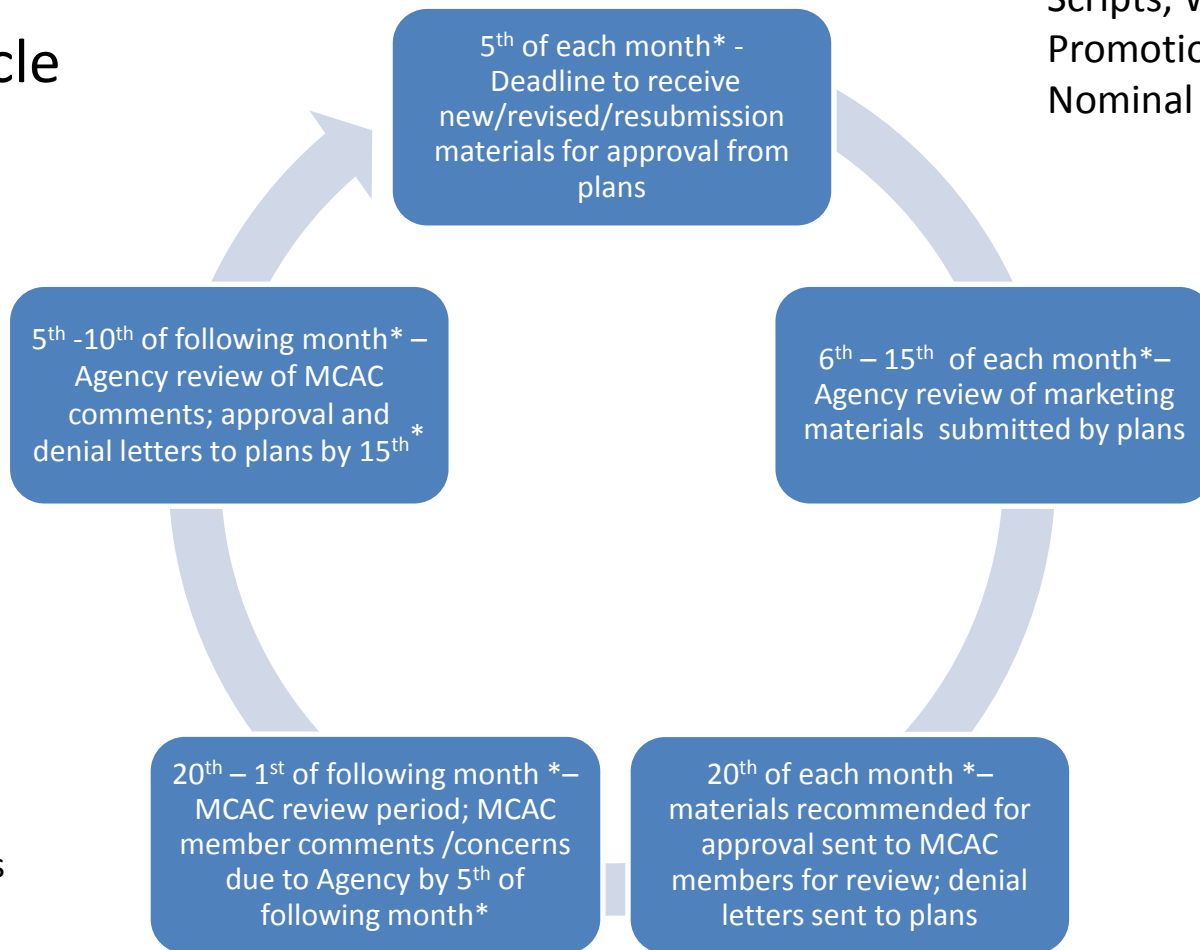 cle
Scripts, 
Promotic
Nominal
5th of each month* -
Deadline to receive
new/revised/resubmission
materials for approval from
plans
6th – 15th of each month*–
Agency review of marketing
materials submitted by plans
20th of each month *–
materials recommended for
approval sent to MCAC
members for review; denial
letters sent to plans
20th – 1st of following month *–
MCAC review period; MCAC
member comments /concerns
due to Agency by 5th of
following month*
5th -10th of following month* –
Agency review of MCAC
comments; approval and
denial letters to plans by 15th*
s